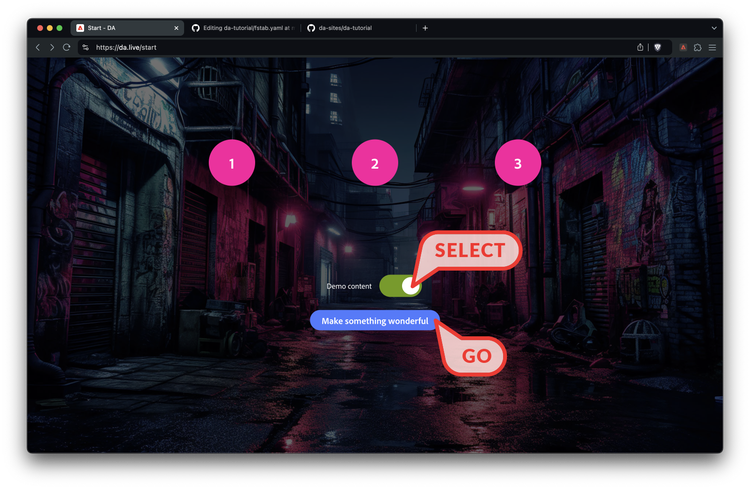 Start - DA
Editing da-tutorial/fstab.yaml at
da-sites/da-tutorial
https://da.live/start
1
2
3
SELECT
Demo content
Make something wonderful
GO